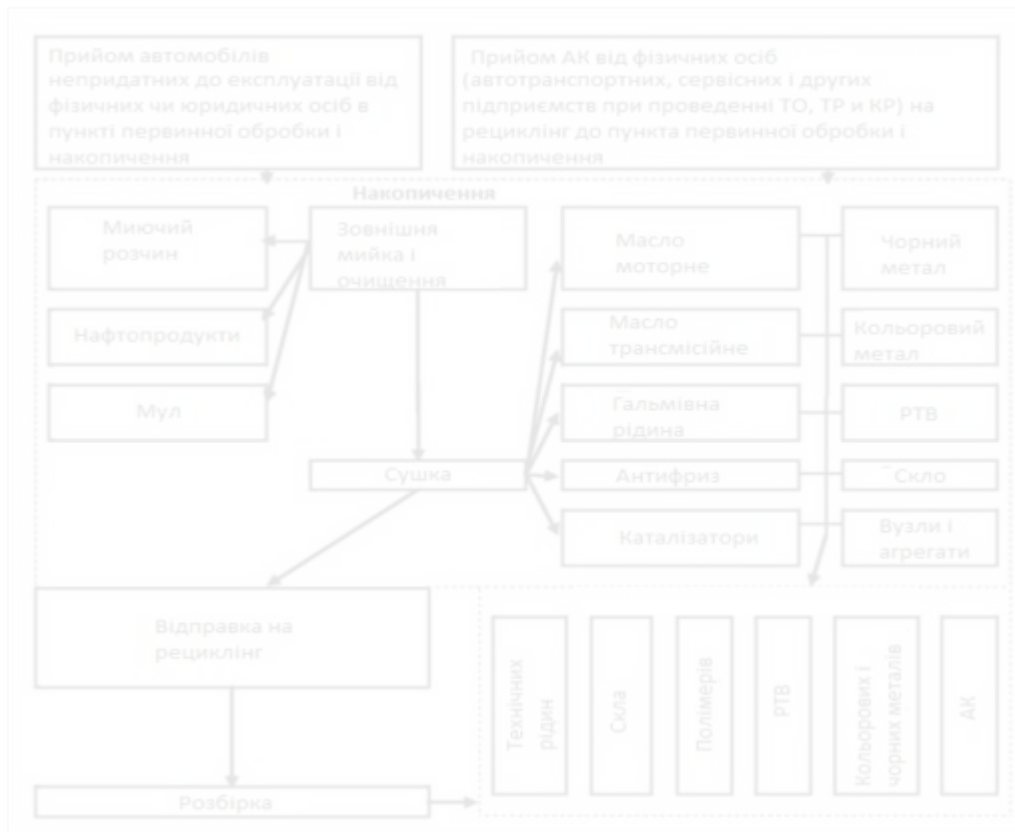 Прийом автомобілів
непридатних до експлуатації від
фізичних чи юридичних осіб в
пункті первинної обробки і
накопичення
Прийом АК від фізичних осіб
(автотранспортних, сервісних і других
підприємств при проведенні ТО, ТР и КР) на
рециклінг до пункта первинної обробки і
накопичення
Накопичення
Миючий
розчин
Зовнішня
мийка і
очищення
Масло
моторне
Чорний
метал
Нафтопродукти
Масло
трансмісійне
Кольоровий
метал
Мул
Гальмівна
рідина
РТВ
Сушка
Антифриз
Скло
Каталізатори
Вузли і
агрегати
Відправка на
рециклінг
Технічних
рідин
Скла
Полімерів
РТВ
Кольорових і
чорних металів
АК
Розбірка